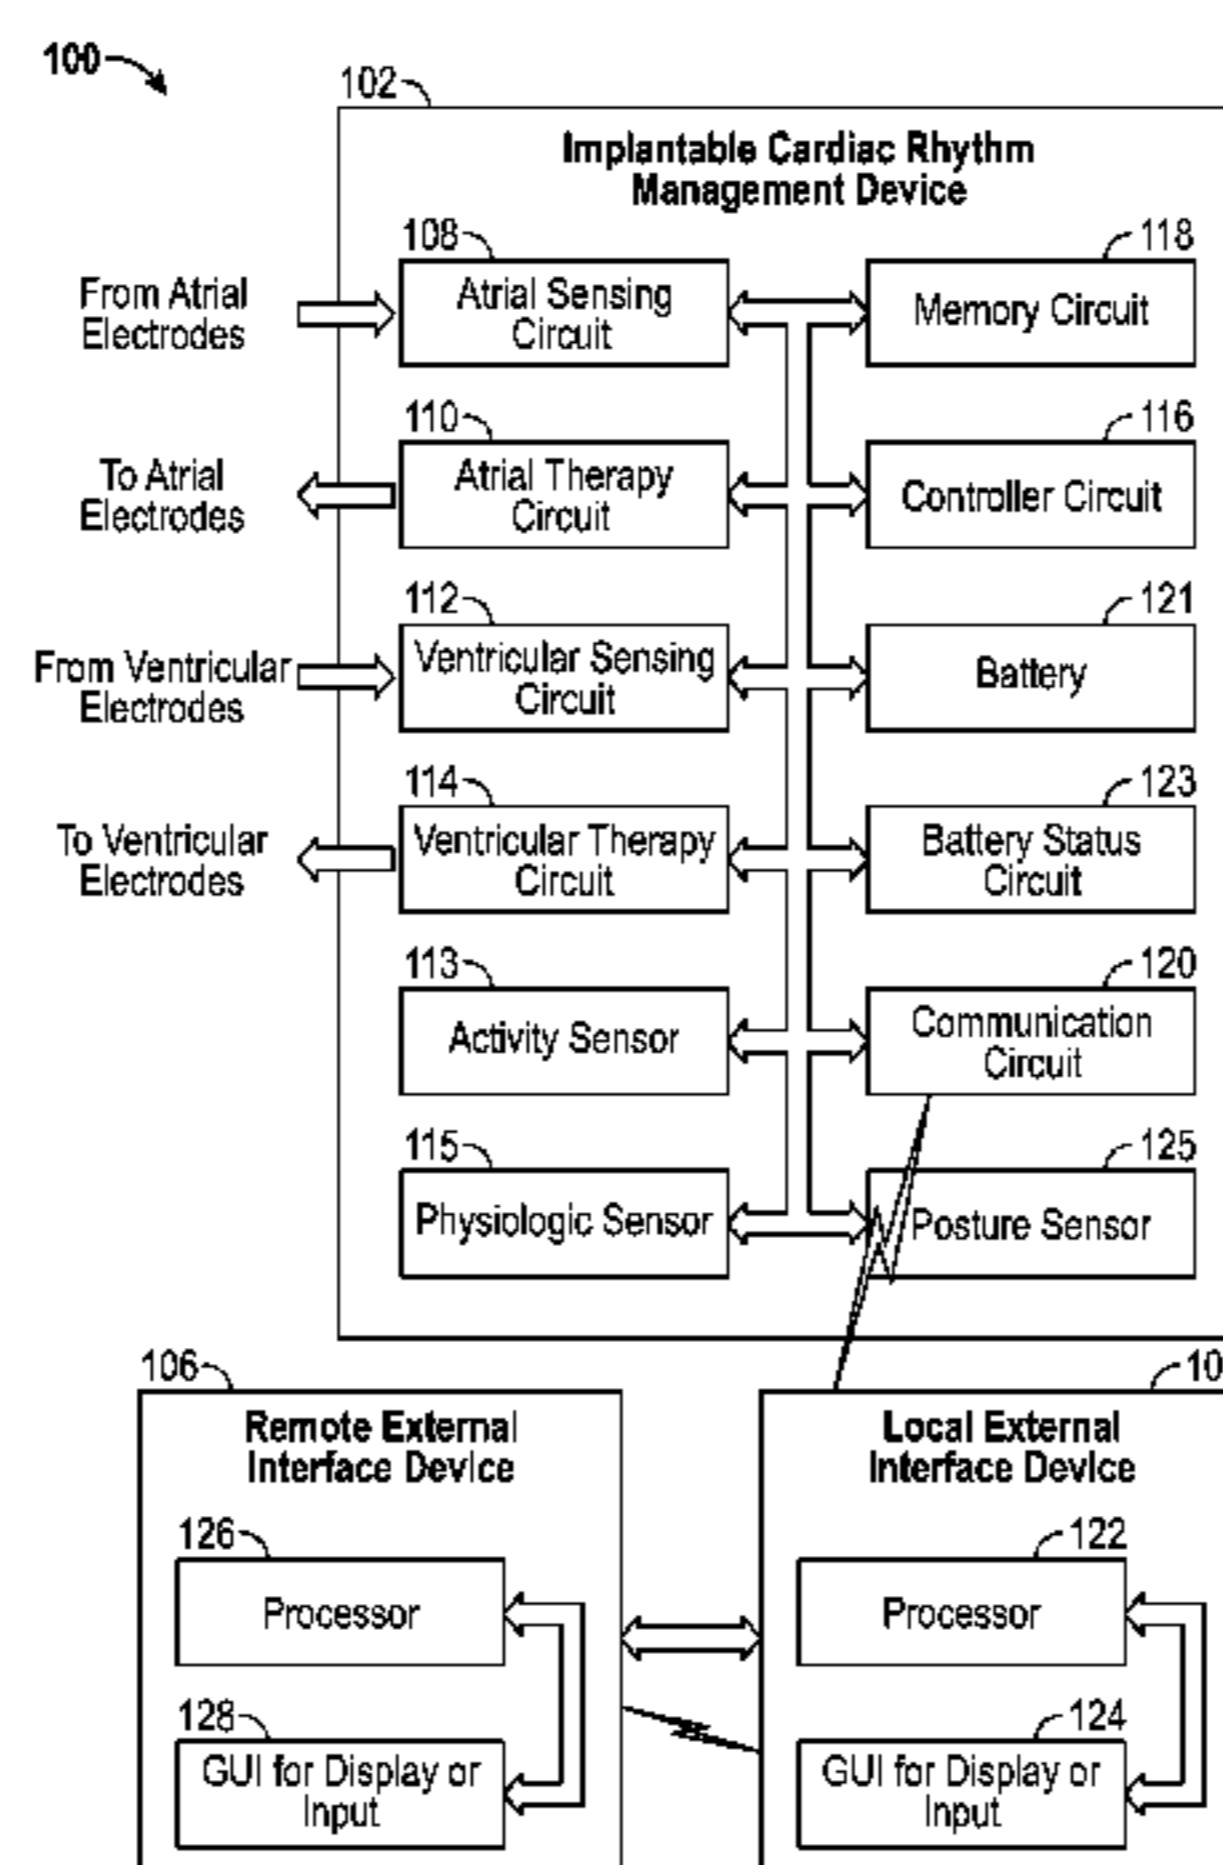 100
102
Implantable Cardiac Rhythm
Management Device
108
118
From Atrial
Electrodes
Atrial Sensing
Circuit
Memory Circuit
110
116
To Atrial
Electrodes
Atrial Therapy
Circuit
Controller Circuit
112
121
From Ventricular
Electrodes
Ventricular Sensing
Circuit
Battery
114
123
To Ventricular
Electrodes
Ventricular Therapy
Circuit
Battery Status
Circuit
113
120
Activity Sensor
Communication
Circuit
115
125
Physiologic Sensor
Posture Sensor
106
10
Remote External
Interface Device
Local External
Interface Device
126
122
Processor
Processor
128
124
GUI for Display or
Input
GUI for Display or
Input